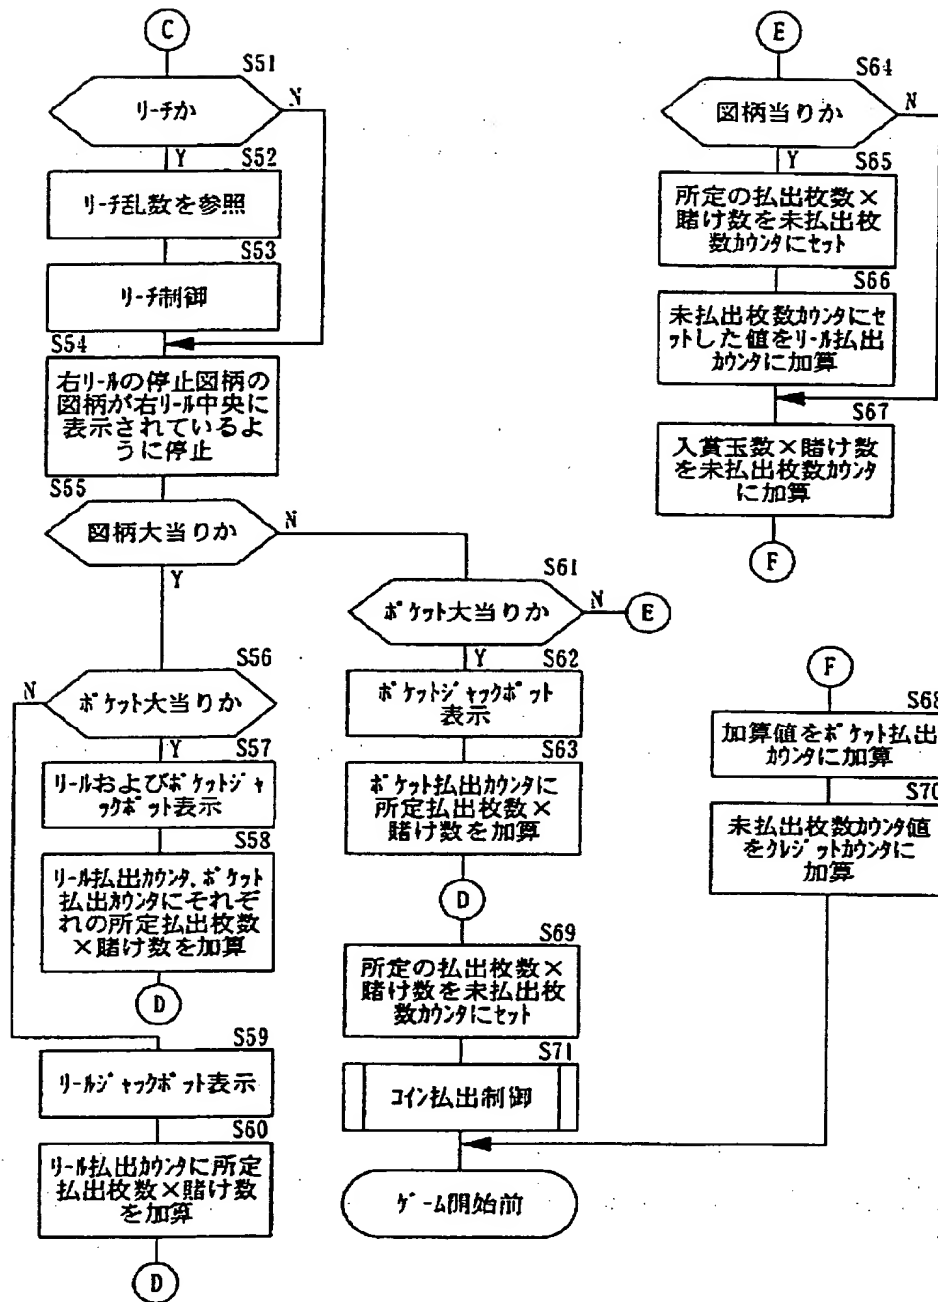 C
S51
リーチか
N
Y
S52
リーチ乱数を参照
S53
リーチ制御
S54
右リールの停止図柄の
図柄が右リール中央に
表示されているよ
うに停止
S55
図柄大当りか
N
Y
S56
N
ポケット大当りか
Y
S57
リールおよびポケットジャ
ックポット表示
S58
リール払出カウンタ、ポケット
払出カウンタにそれぞ
れの所定払出枚数
×賭け数を加算
D
S59
リールジャックポット表示
S60
リール払出カウンタに所定
払出枚数×賭け数
を加算
D
S61
ポケット大当りか
N
E
Y
S62
ポケットジャックポット
表示
S63
ポケット払出カウンタに
所定払出枚数×
賭け数を加算
D
S69
所定の払出枚数×
賭け数を未払出枚
数カウンタにセット
S71
コイン払出制御
ゲーム開始前
E
S64
図柄当りか
N
Y
S65
所定の払出枚数×
賭け数を未払出枚
数カウンタにセット
S66
未払出枚数カウンタにセ
ットした値をリール払出
カウンタに加算
S67
入賞玉数×賭け数
を未払出枚数カウンタ
に加算
F
F
S68
加算値をポケット払出
カウンタに加算
S70
未払出枚数カウンタ値
をクレジットカウンタに
加算